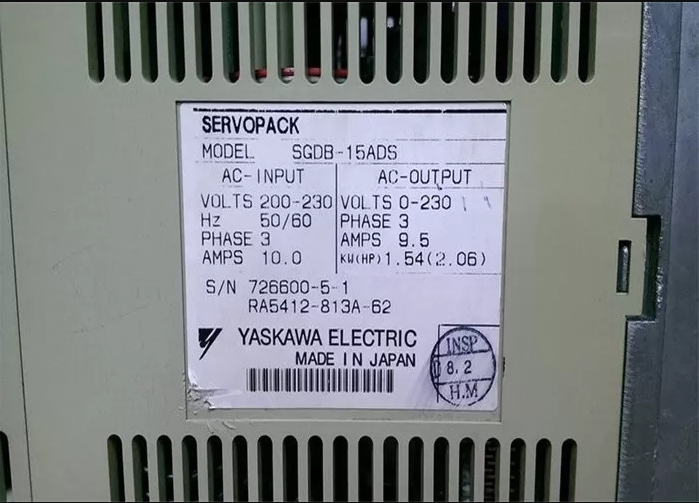 SERVOPACK
MODEL SGDB-15ADS
AC-INPUT
VOLTS 200-230
Hz 50/60
PHASE 3
AMPS 10.0
AC-OUTPUT
VOLTS 0-230
PHASE 3
AMPS 9.5
KW(HP) 1.54(2.06)
S/N 726600-5-1
RA5412-813A-62
YASKAWA ELECTRIC
MADE IN JAPAN
INSP
8.2
H.M